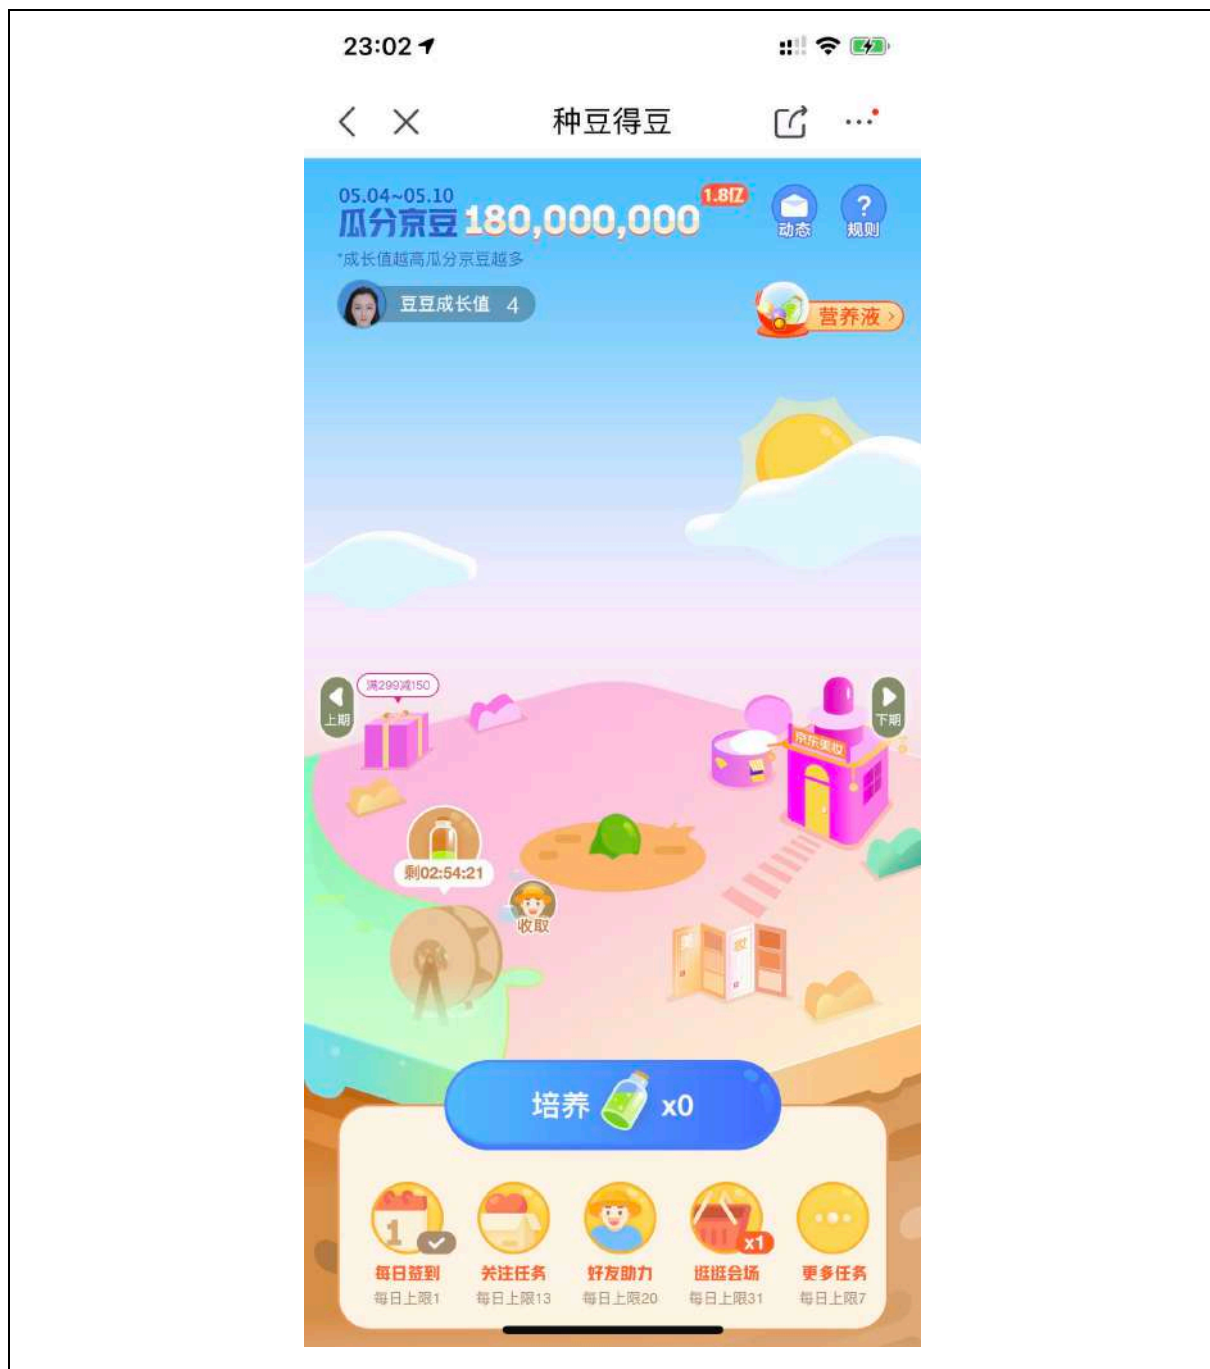 23:02
种豆得豆
05.04~05.10
瓜分京豆 180,000,000
1.8亿
*成长值越高瓜分京豆越多
动态
规则
豆豆成长值 4
营养液
满299减150
上期
下期
京东美妆
剩02:54:21
收取
培养 x0
1
x1
每日签到 关注任务 好友助力 逛逛会场 更多任务
每日上限1 每日上限13 每日上限20 每日上限31 每日上限7